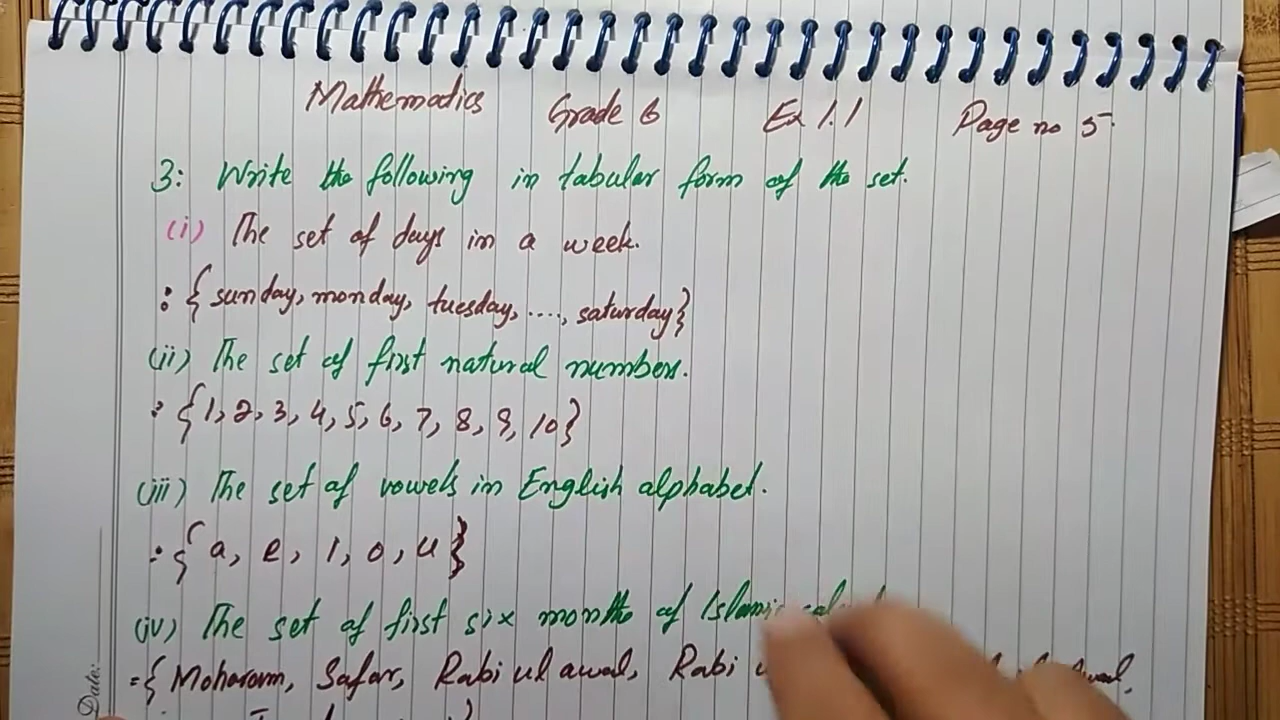 Mathematics Grade 6 Ex 1.1 Page no 5.
3: Write the following in tabular form of the set.
(i) The set of days in a week.
: { sunday, monday, tuesday, ...., saturday}
(ii) The set of first natural numbers.
: {1, 2, 3, 4, 5, 6, 7, 8, 9, 10}
(iii) The set of vowels in English alphabet.
: { a, e, i, o, u}
(iv) The set of first six months of Islamic
={ Moharam, Safar, Rabi ul awal, Rabi
Date: